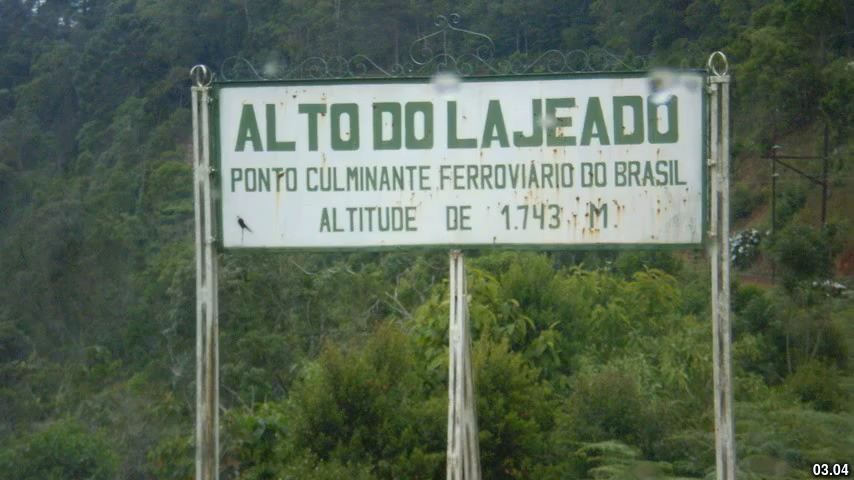 ALTO DO LAJEADO
PONTO CULMINANTE FERROVIÁRIO DO BRASIL
ALTITUDE DE 1.743 M.
03.04